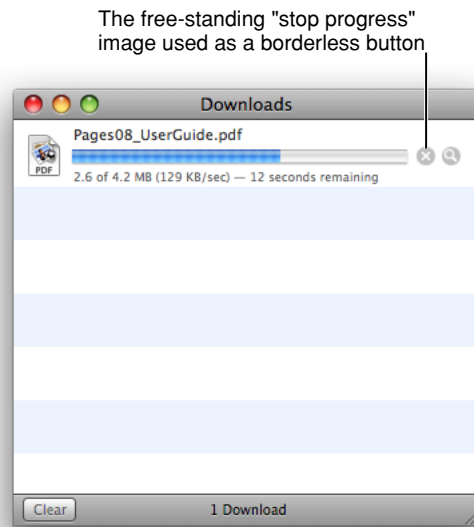 The free-standing "stop progress"
image used as a borderless button
Downloads
Pages08_UserGuide.pdf
PDF
2.6 of 4.2 MB (129 KB/sec) — 12 seconds remaining
Clear
1 Download